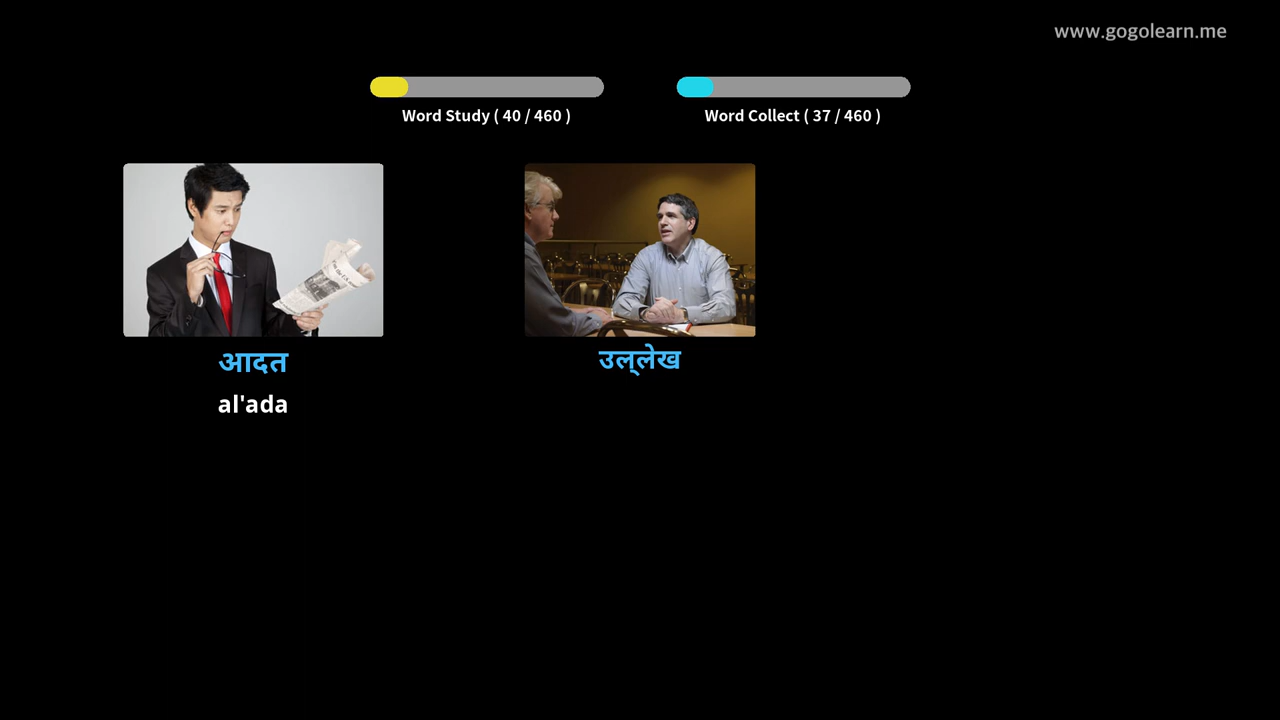 www.gogolearn.me
Word Study ( 40 / 460 )
Word Collect ( 37 / 460 )
आदत
उल्लेख
al'ada